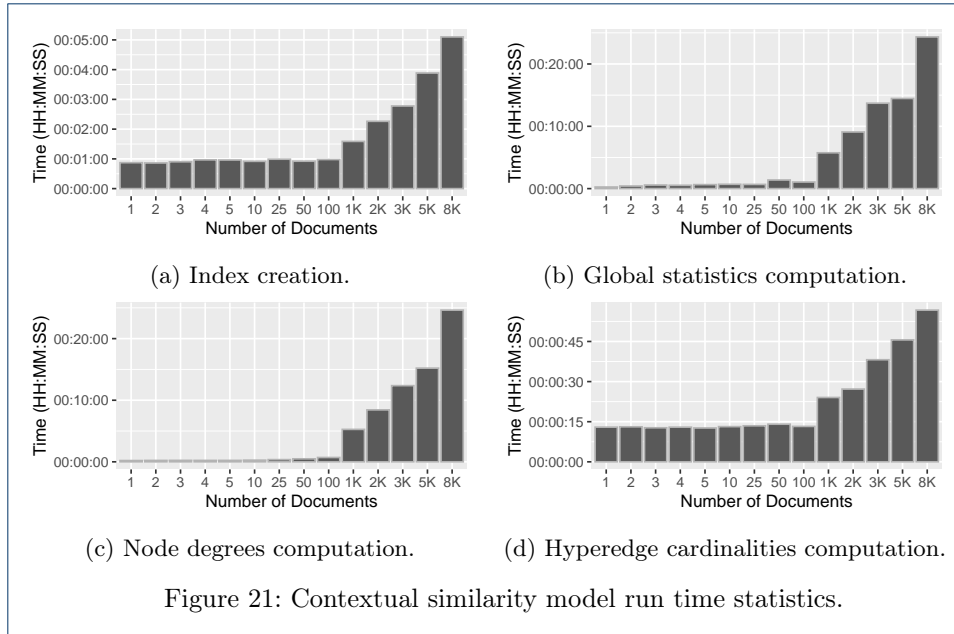 Time (HH:MM:SS)
00:05:00
00:04:00
00:03:00
00:02:00
00:01:00
00:00:00
1 2 3 4 5 10 25 50 100 1K 2K 3K 5K 8K
Number of Documents
(a) Index creation.
Time (HH:MM:SS)
00:20:00
00:10:00
00:00:00
1 2 3 4 5 10 25 50 100 1K 2K 3K 5K 8K
Number of Documents
(b) Global statistics computation.
Time (HH:MM:SS)
00:20:00
00:10:00
00:00:00
1 2 3 4 5 10 25 50 100 1K 2K 3K 5K 8K
Number of Documents
(c) Node degrees computation.
Time (HH:MM:SS)
00:00:45
00:00:30
00:00:15
00:00:00
1 2 3 4 5 10 25 50 100 1K 2K 3K 5K 8K
Number of Documents
(d) Hyperedge cardinalities computation.
Figure 21: Contextual similarity model run time statistics.